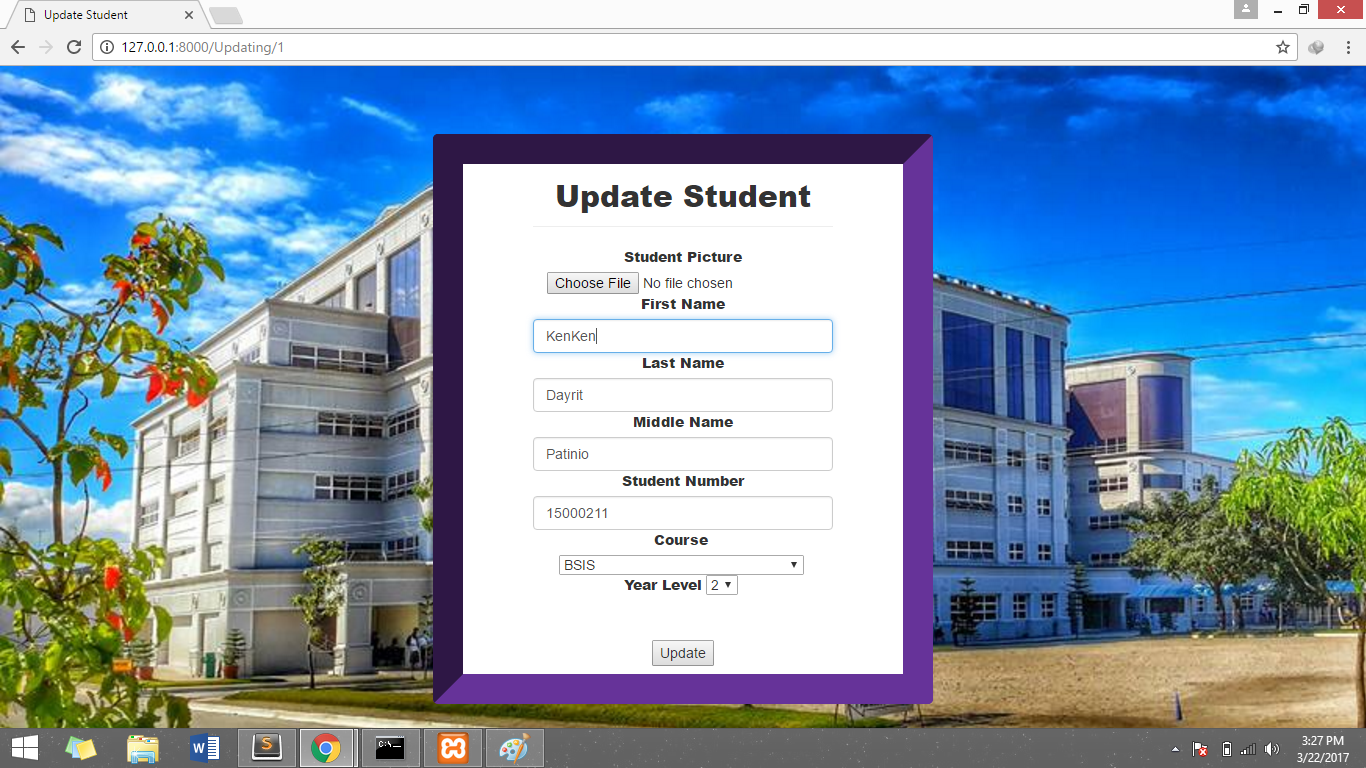 Update Student
127.0.0.1:8000/Updating/1
Update Student
Student Picture
Choose File No file chosen
First Name
KenKen
Last Name
Dayrit
Middle Name
Patinio
Student Number
15000211
Course
BSIS
Year Level 2
Update
3:27 PM
3/22/2017